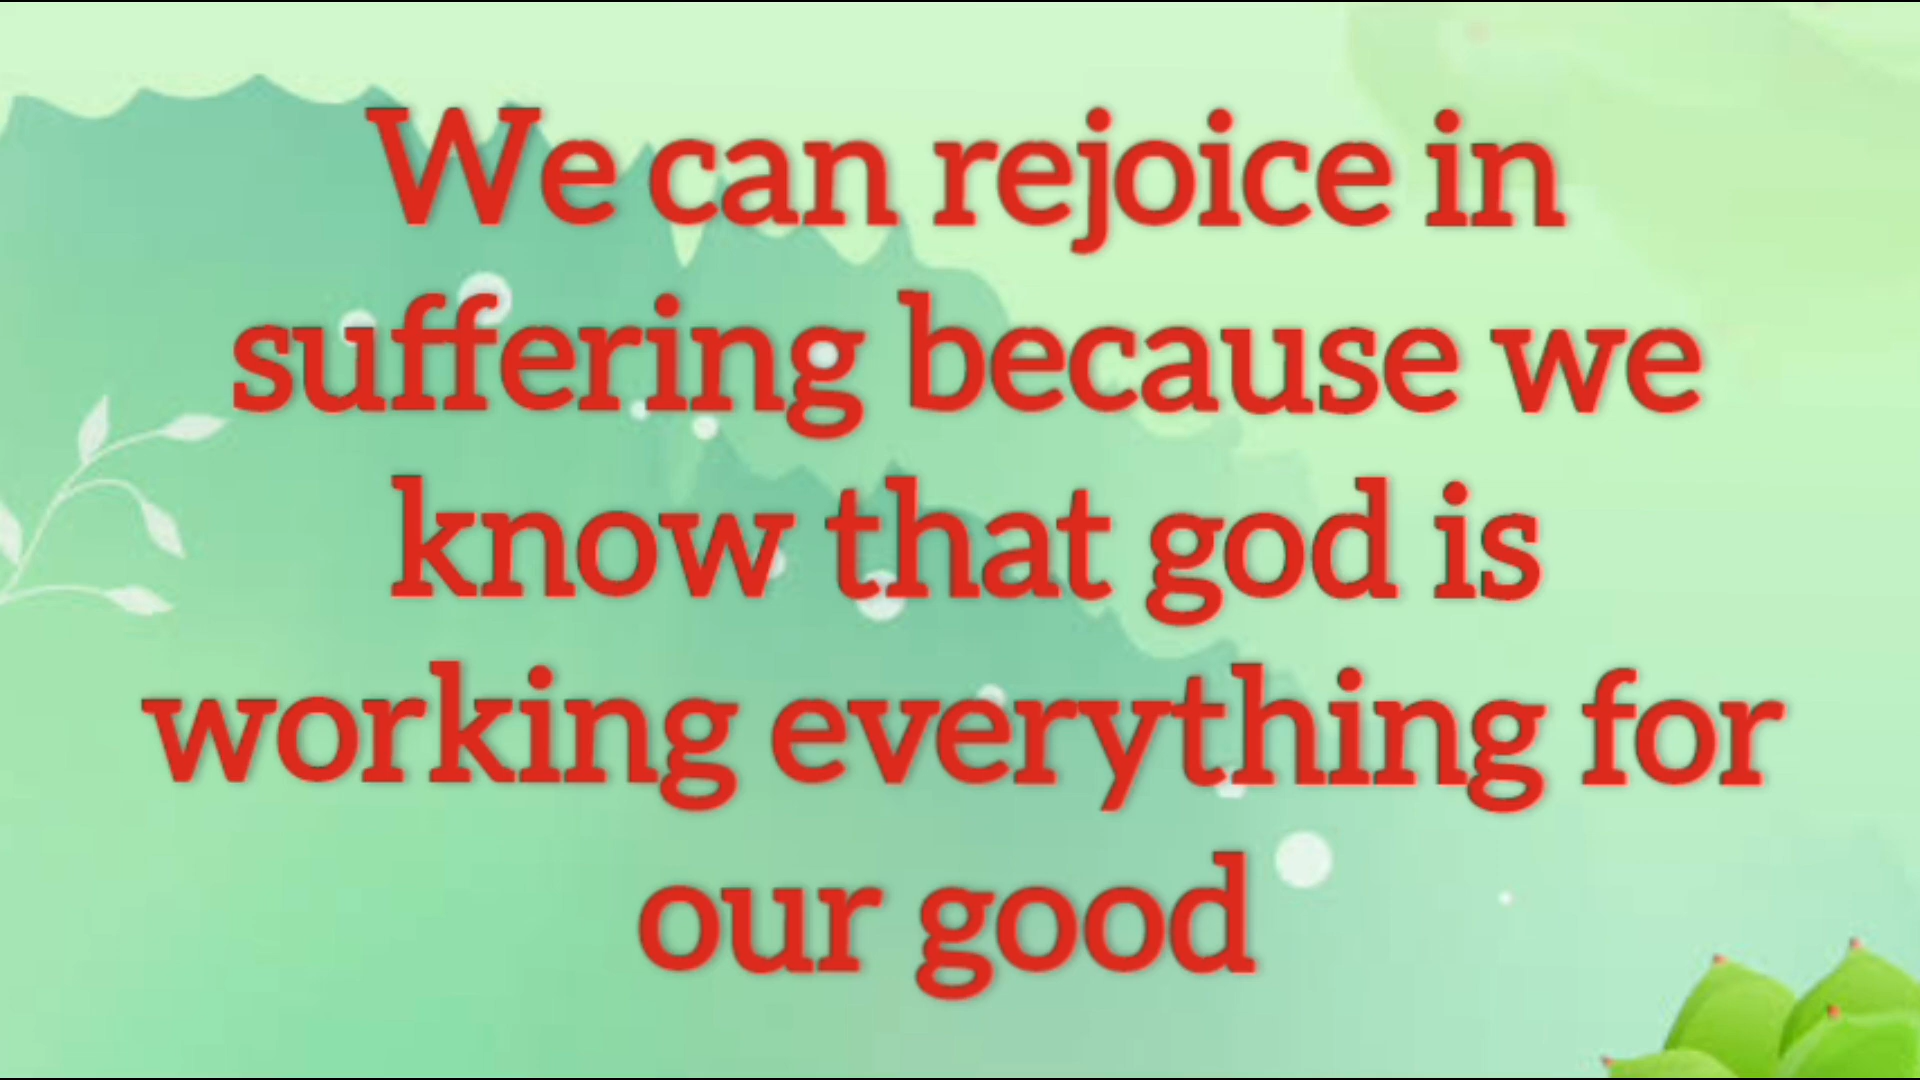 We can rejoice in
suffering because we
know that god is
working everything for
our good